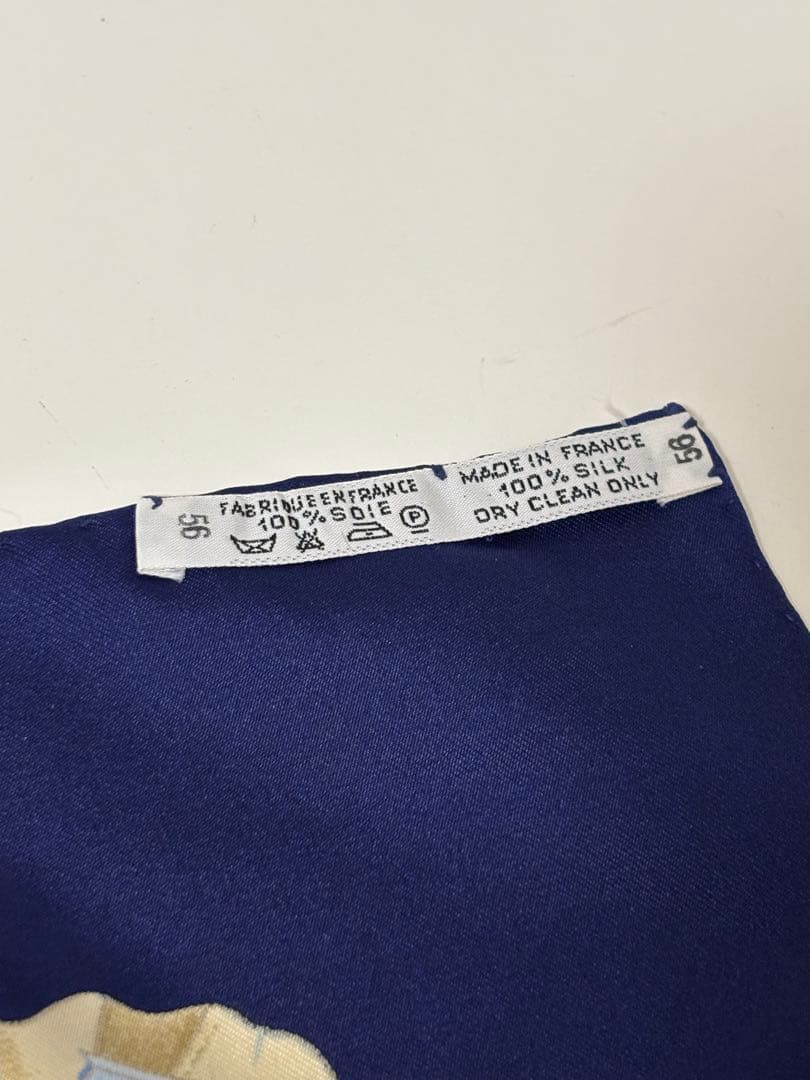 56
FABRIQUE EN FRANCE
100% SOIE
P
MADE IN FRANCE
100% SILK
DRY CLEAN ONLY
56